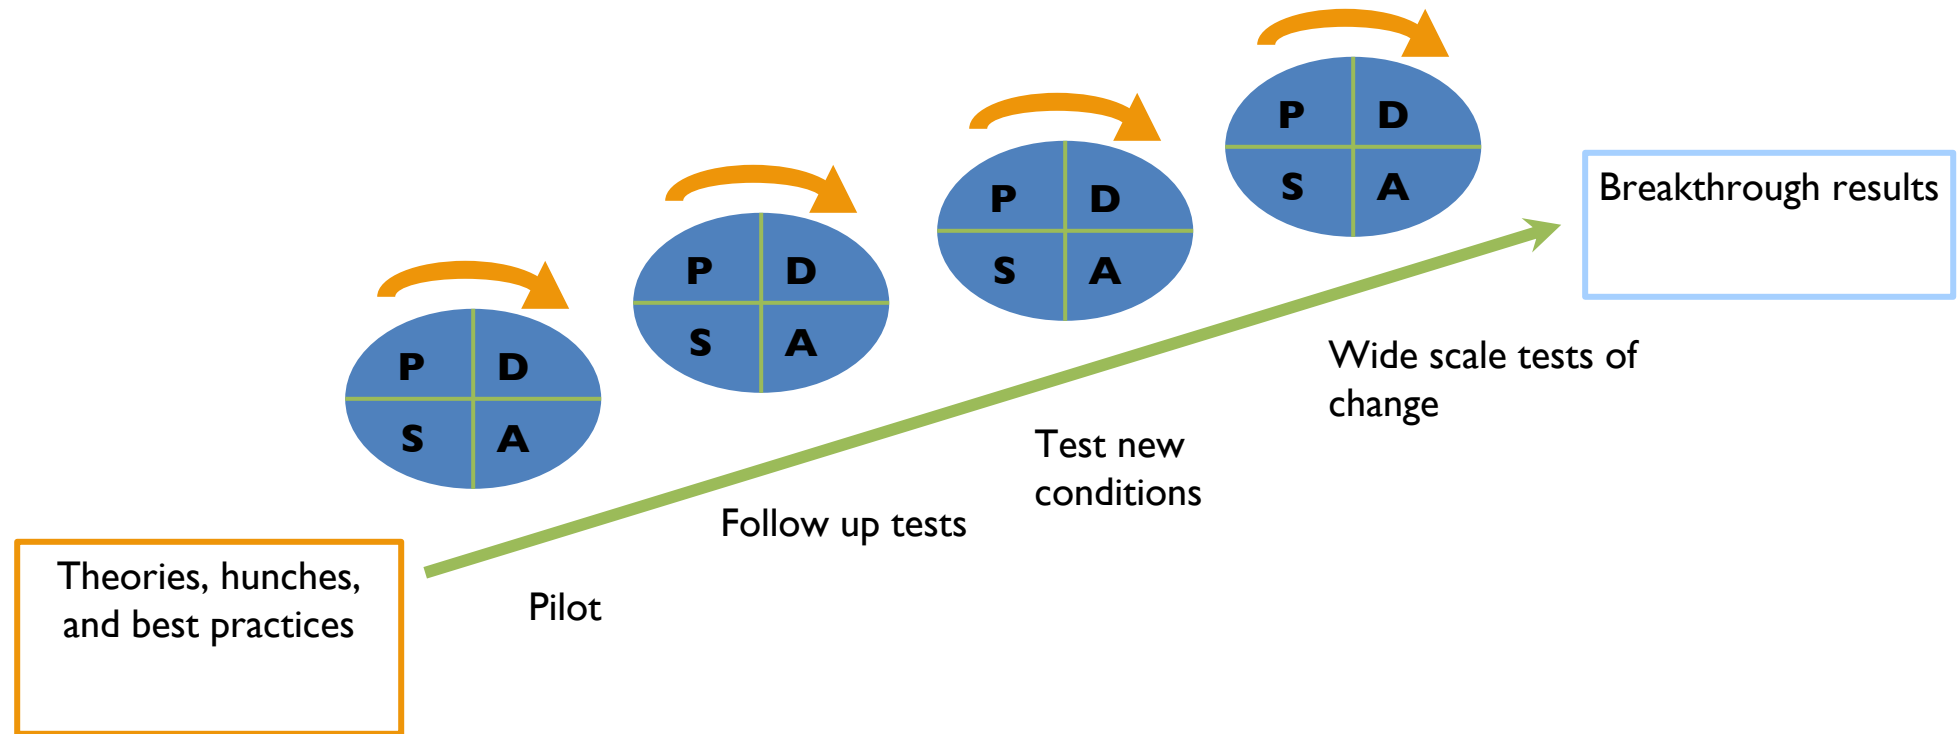 P D
S A
P D
S A
P D
S A
P D
S A
Theories, hunches,
and best practices
Pilot
Follow up tests
Test new
conditions
Wide scale tests of
change
Breakthrough results